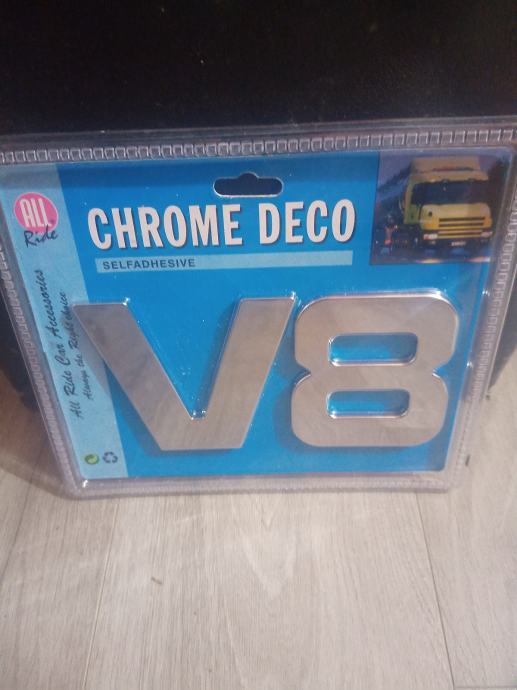 All
Ride®
CHROME DECO
SELFADHESIVE
All Ride Car Accessories
Always the Right choice
V8